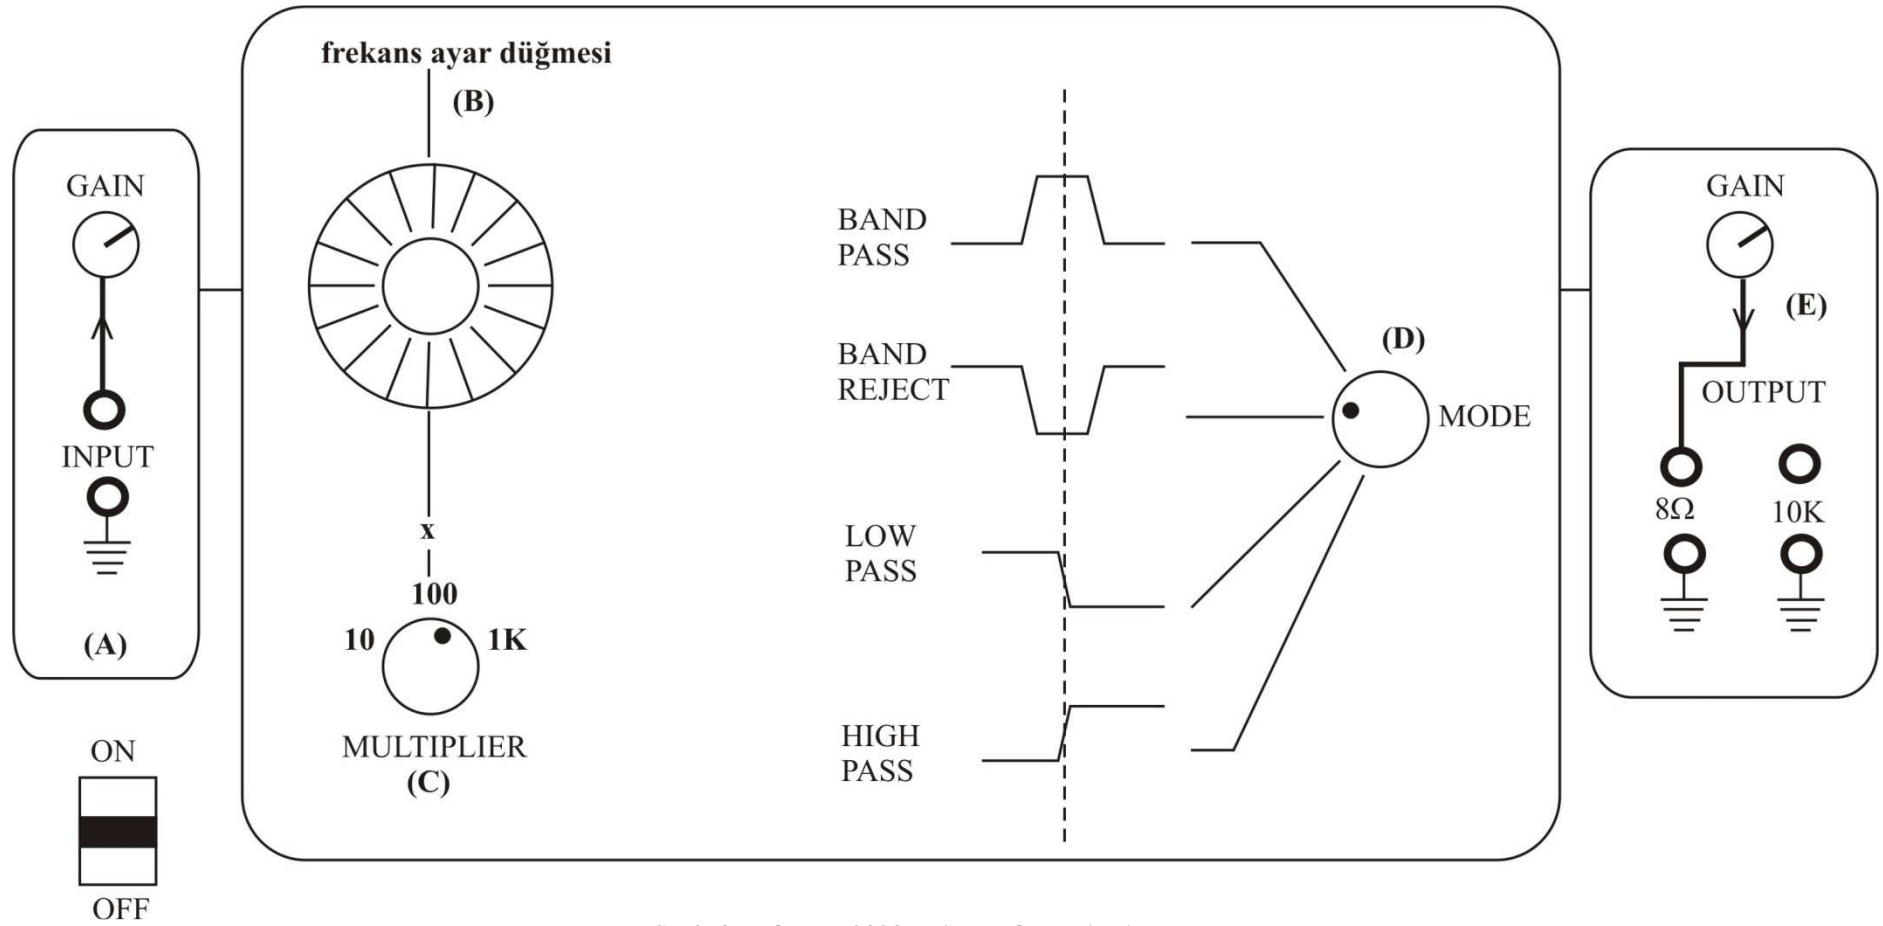 frekans ayar düğmesi
(B)
GAIN
INPUT
(A)
ON
OFF
x
100
10
1K
MULTIPLIER
(C)
BAND
PASS
BAND
REJECT
LOW
PASS
HIGH
PASS
(D)
MODE
GAIN
(E)
OUTPUT
8Ω
10K